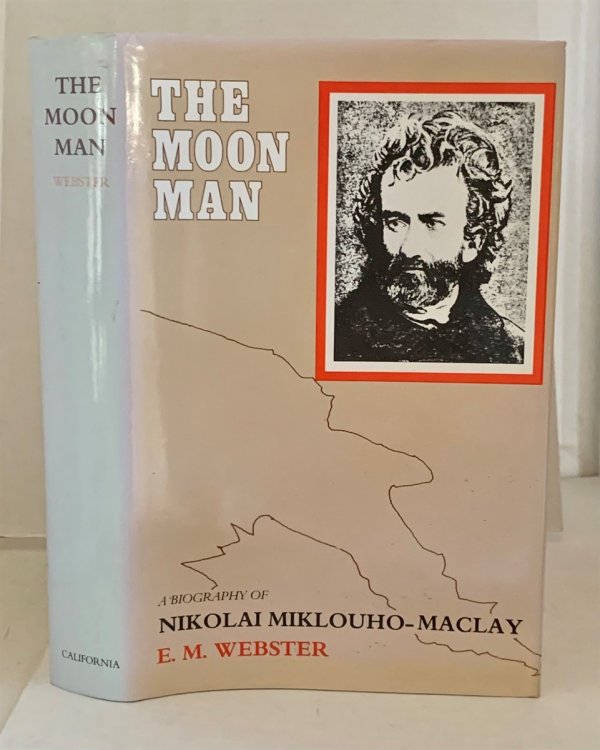 THE
MOON
MAN
WEBSTER
CALIFORNIA
THE
MOON
MAN
A BIOGRAPHY OF
NIKOLAI MIKLOUHO-MACLAY
E. M. WEBSTER